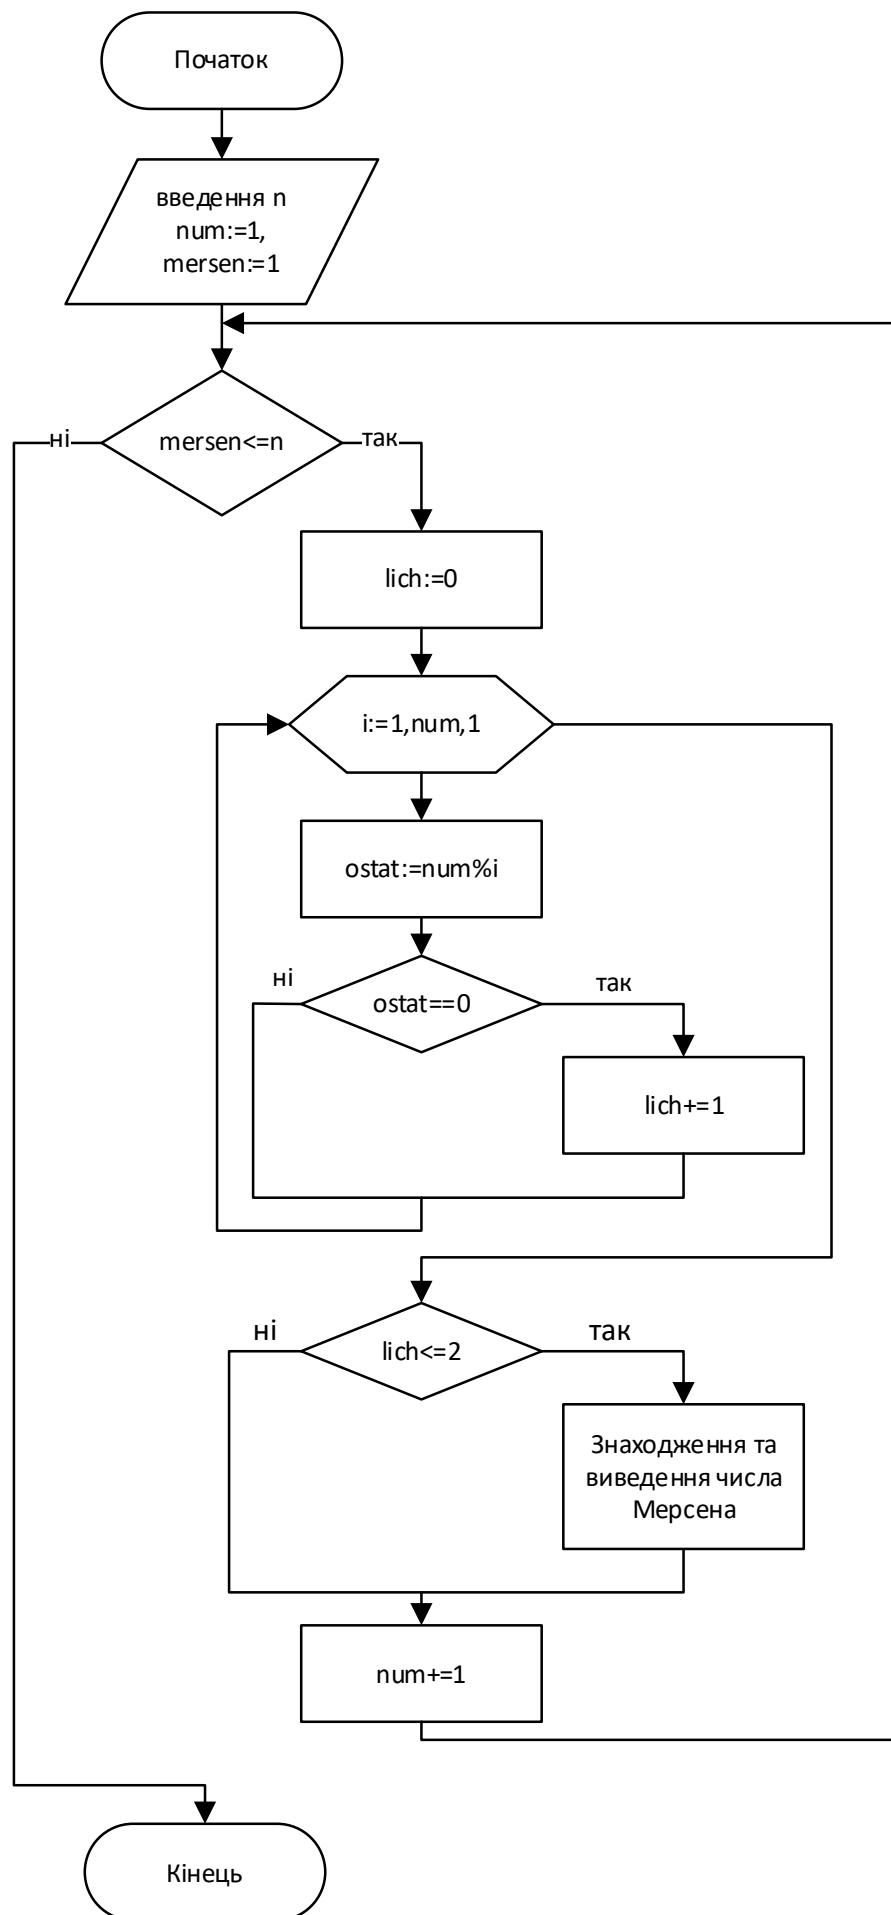 Початок
введення n
num:=1,
mersen:=1
mersen<=n
ні
так
lich:=0
i:=1,num,1
ostat:=num%i
ostat==0
ні
так
lich+=1
lich<=2
ні
так
Знаходження та
виведення числа
Мерсена
num+=1
Кінець